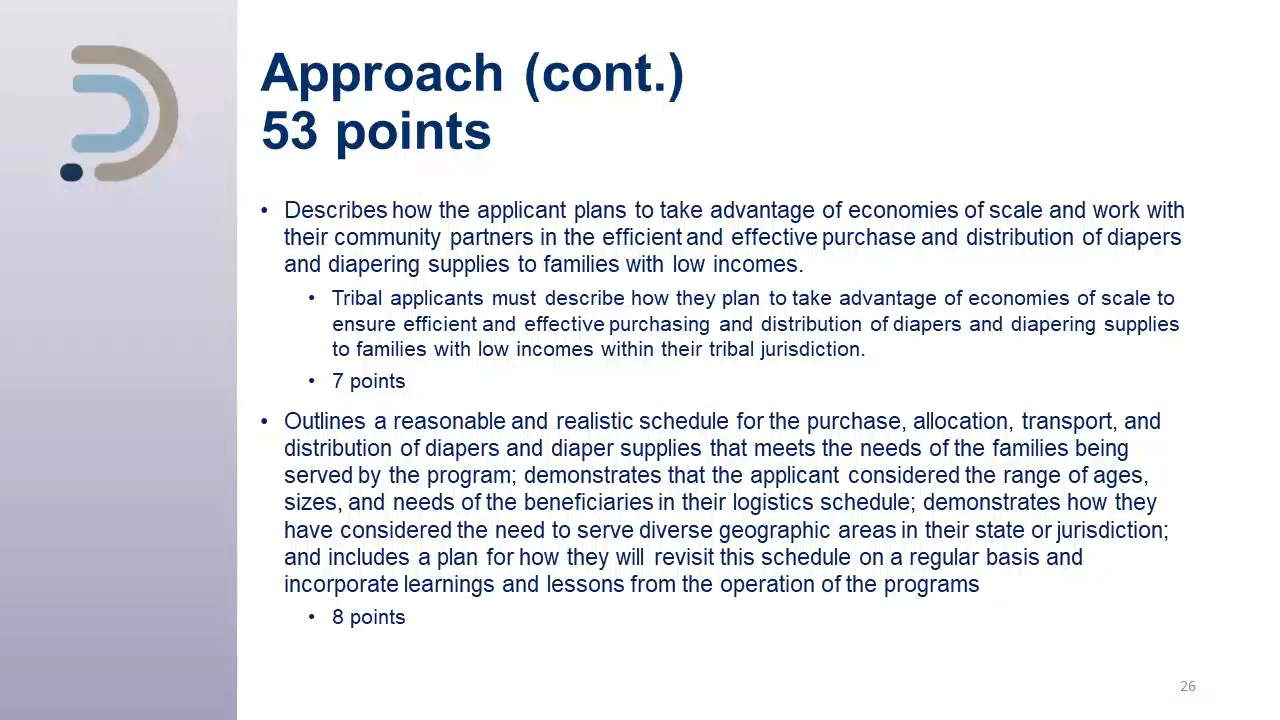 Approach (cont.)
53 points
• Describes how the applicant plans to take advantage of economies of scale and work with
their community partners in the efficient and effective purchase and distribution of diapers
and diapering supplies to families with low incomes.
• Tribal applicants must describe how they plan to take advantage of economies of scale to
ensure efficient and effective purchasing and distribution of diapers and diapering supplies
to families with low incomes within their tribal jurisdiction.
• 7 points
• Outlines a reasonable and realistic schedule for the purchase, allocation, transport, and
distribution of diapers and diaper supplies that meets the needs of the families being
served by the program; demonstrates that the applicant considered the range of ages,
sizes, and needs of the beneficiaries in their logistics schedule; demonstrates how they
have considered the need to serve diverse geographic areas in their state or jurisdiction;
and includes a plan for how they will revisit this schedule on a regular basis and
incorporate learnings and lessons from the operation of the programs
• 8 points
26